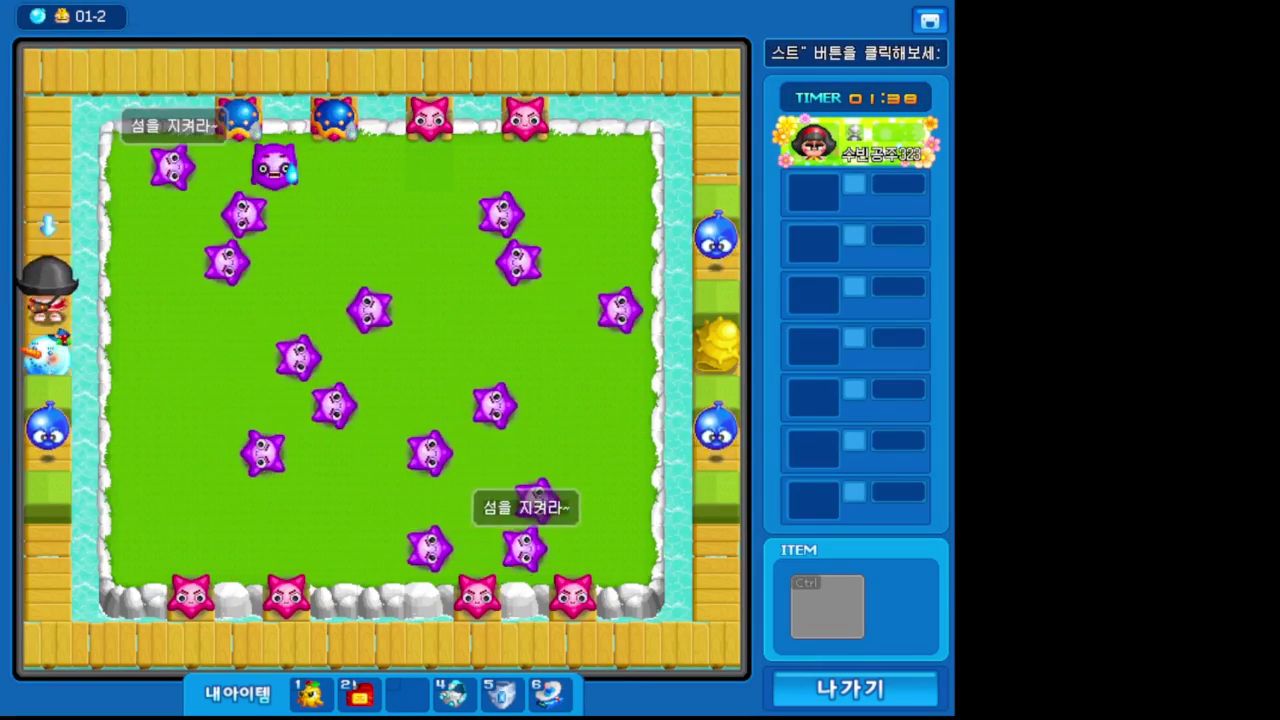 01-2
스트" 버튼을 클릭해보세:
TIMER 01:38
수빈공주323
섬을 지켜라~
섬을 지켜라~
ITEM
Ctrl
내아이템
1
2
4
5
6
나가기